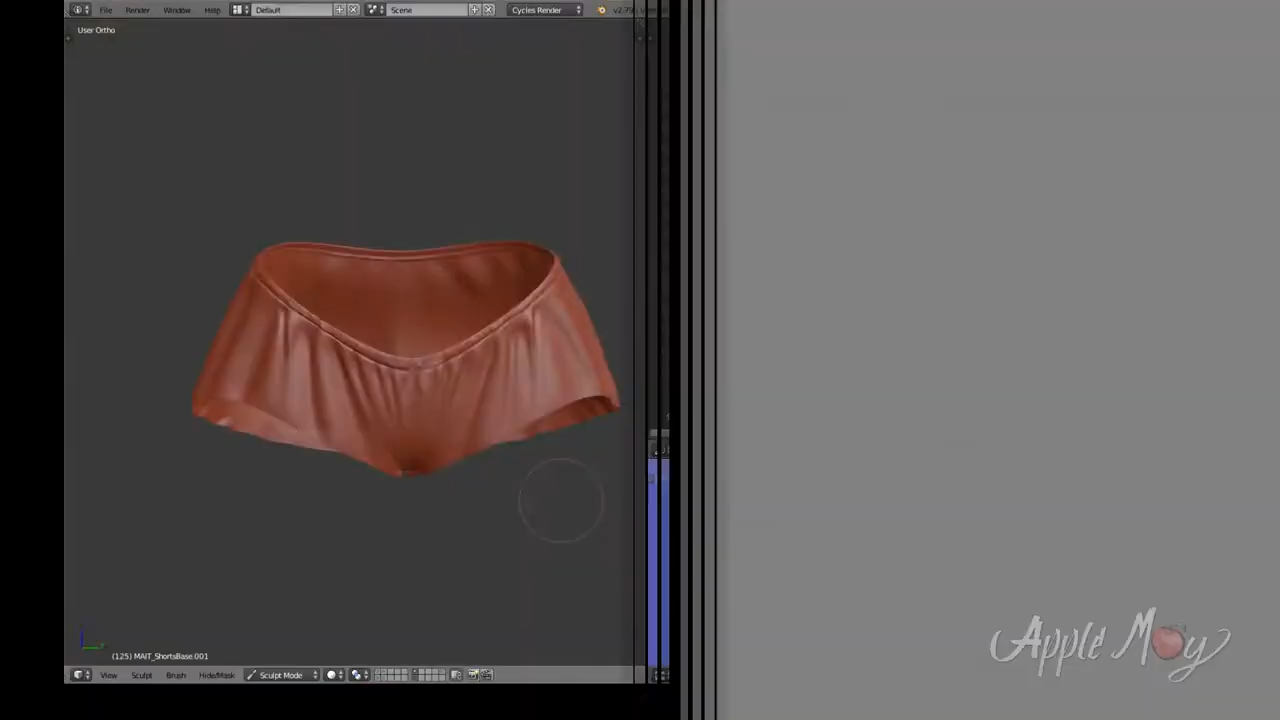 File Render Window Help Default Scene Cycles Render
User Ortho
(125) MAIT_ShortsBase.001
View Sculpt Brush Hide/Mask Sculpt Mode
Apple Moy